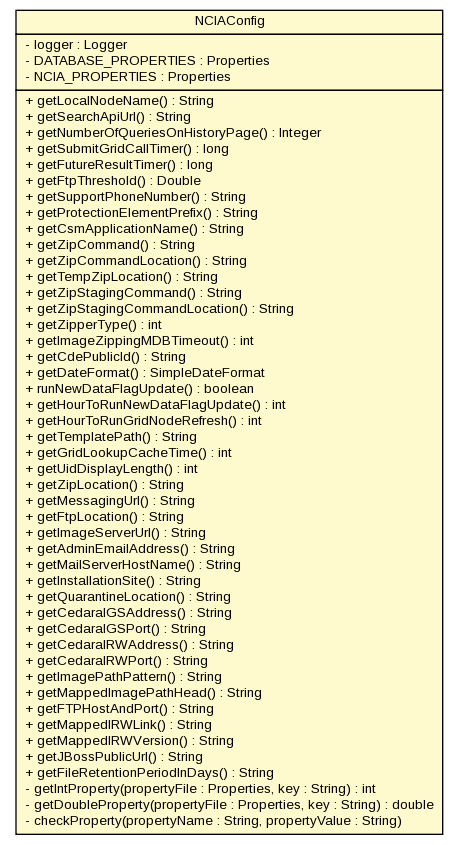 NCIAConfig
- logger : Logger
- DATABASE_PROPERTIES : Properties
- NCIA_PROPERTIES : Properties
+ getLocalNodeName() : String
+ getSearchApiUrl() : String
+ getNumberOfQueriesOnHistoryPage() : Integer
+ getSubmitGridCallTimer() : long
+ getFutureResultTimer() : long
+ getFtpThreshold() : Double
+ getSupportPhoneNumber() : String
+ getProtectionElementPrefix() : String
+ getCsmApplicationName() : String
+ getZipCommand() : String
+ getZipCommandLocation() : String
+ getTempZipLocation() : String
+ getZipStagingCommand() : String
+ getZipStagingCommandLocation() : String
+ getZipperType() : int
+ getImageZippingMDBTimeout() : int
+ getCdePublicId() : String
+ getDateFormat() : SimpleDateFormat
+ runNewDataFlagUpdate() : boolean
+ getHourToRunNewDataFlagUpdate() : int
+ getHourToRunGridNodeRefresh() : int
+ getTemplatePath() : String
+ getGridLookupCacheTime() : int
+ getUidDisplayLength() : int
+ getZipLocation() : String
+ getMessagingUrl() : String
+ getFtpLocation() : String
+ getImageServerUrl() : String
+ getAdminEmailAddress() : String
+ getMailServerHostName() : String
+ getInstallationSite() : String
+ getQuarantineLocation() : String
+ getCedaraIGSAddress() : String
+ getCedaraIGSPort() : String
+ getCedaraIRWAddress() : String
+ getCedaraIRWPort() : String
+ getImagePathPattern() : String
+ getMappedImagePathHead() : String
+ getFTPHostAndPort() : String
+ getMappedIRWLink() : String
+ getMappedIRWVersion() : String
+ getJBossPublicUrl() : String
+ getFileRetentionPeriodInDays() : String
- getIntProperty(propertyFile : Properties, key : String) : int
- getDoubleProperty(propertyFile : Properties, key : String) : double
- checkProperty(propertyName : String, propertyValue : String)